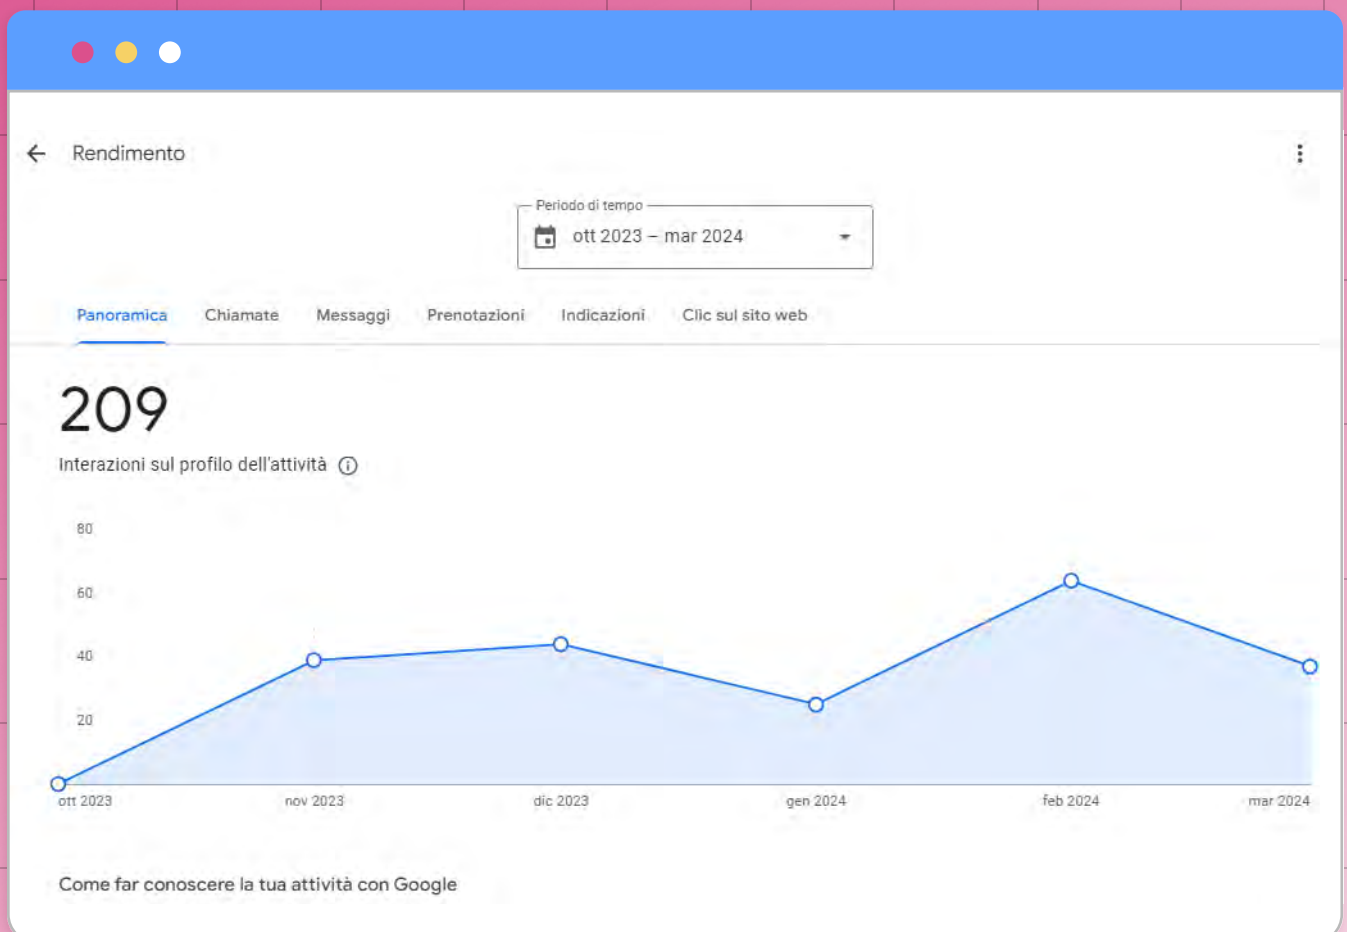 Rendimento
Periodo di tempo
ott 2023 – mar 2024
Panoramica Chiamate Messaggi Prenotazioni Indicazioni Clic sul sito web
209
Interazioni sul profilo dell'attività
80
60
40
20
ott 2023 nov 2023 dic 2023 gen 2024 feb 2024 mar 2024
Come far conoscere la tua attività con Google